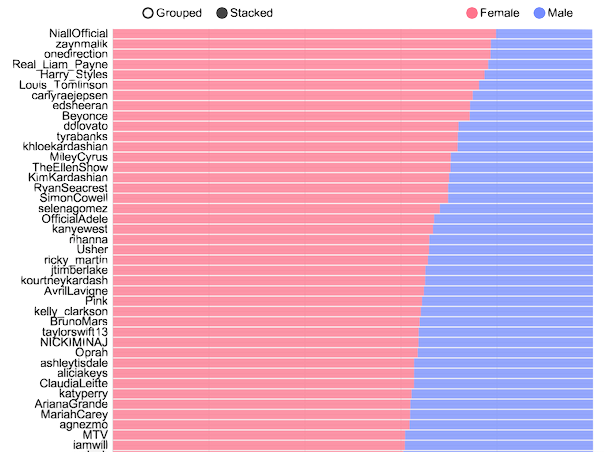 Grouped Stacked Female Male
NiallOfficial
zaynmalik
onedirection
Real_Liam_Payne
Harry_Styles
Louis_Tomlinson
carlyraejepsen
edsheeran
Beyonce
ddlovato
tyrabanks
khloekardashian
MileyCyrus
TheEllenShow
KimKardashian
RyanSeacrest
SimonCowell
selenagomez
OfficialAdele
kanyewest
rihanna
Usher
ricky_martin
jtimberlake
kourtneykardash
AvrilLavigne
Pink
kelly_clarkson
BrunoMars
taylorswift13
NICKIMINAJ
Oprah
ashleytisdale
aliciakeys
ClaudiaLeitte
katyperry
ArianaGrande
MariahCarey
agnezmo
MTV
iamwill